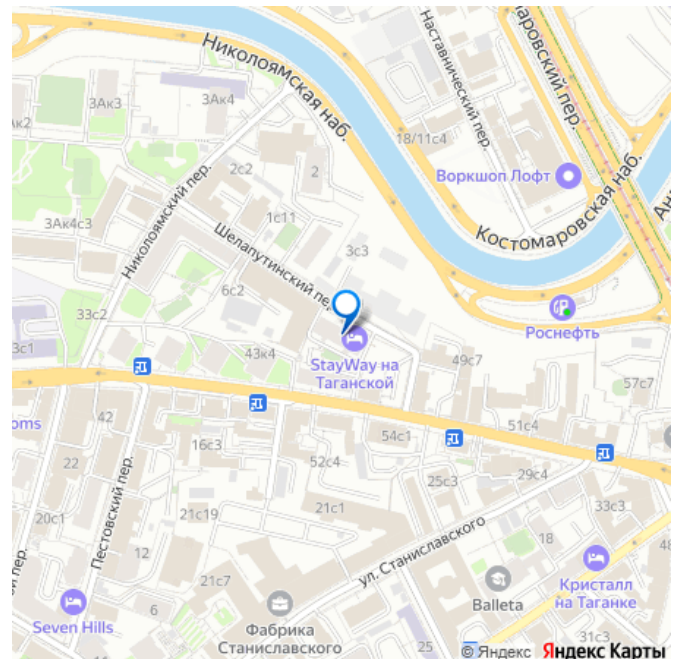 Николоямская наб.
3Ак3
3Ак4
Ак2
Наставнический пер.
маровский пер.
18/11с4
2с2
2
Воркшоп Лофт
Костомаровская наб.
Ан
3Ак4с3
Николоямский пер.
1с11
Шелапутинский пер.
3с3
6с2
33с2
3с1
43к4
StayWay на
Таганской
Роснефть
49с7
57с7
42
oms
22
16с3
52с4
54с1
51с4
25с3
29с4
20с1
Пестовский пер.
21с19
21с1
33с3
12
ул. Станиславского
18
48
й пер.
21с7
6
Balleta
Кристалл
на Таганке
Seven Hills
Фабрика
Станиславского
25
31с3
© Яндекс Яндекс Карты